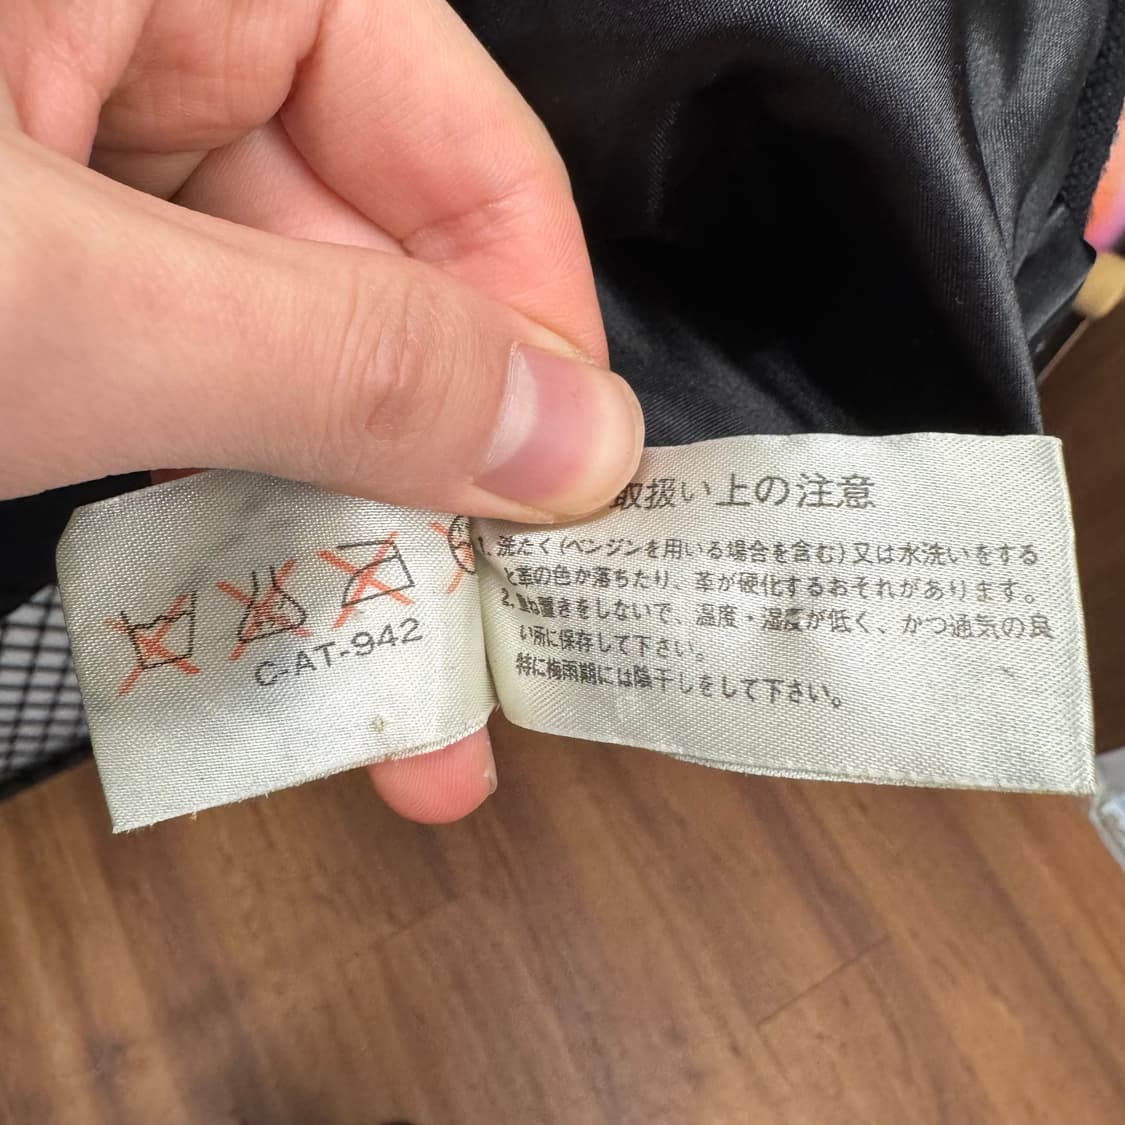 C-AT-942
取扱い上の注意
1. 洗たく(ベンジンを用いる場合を含む)又は水洗いをする
と革の色が落ちたり、革が硬化するおそれがあります。
2. 重ね置きをしないで、温度・湿度が低く、かつ通気の良
い所に保存して下さい。
特に梅雨期には陰干しをして下さい。